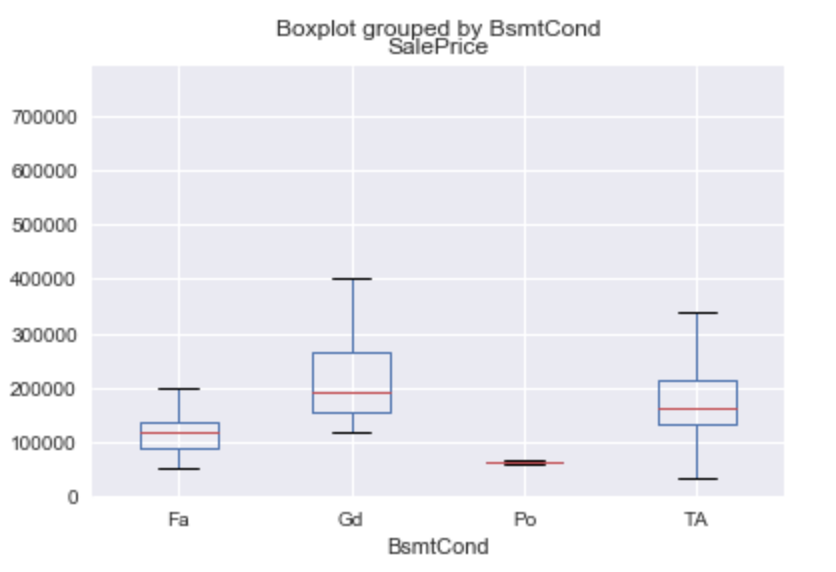 Boxplot grouped by BsmtCond
SalePrice
700000
600000
500000
400000
300000
200000
100000
0
Fa Gd Po TA
BsmtCond